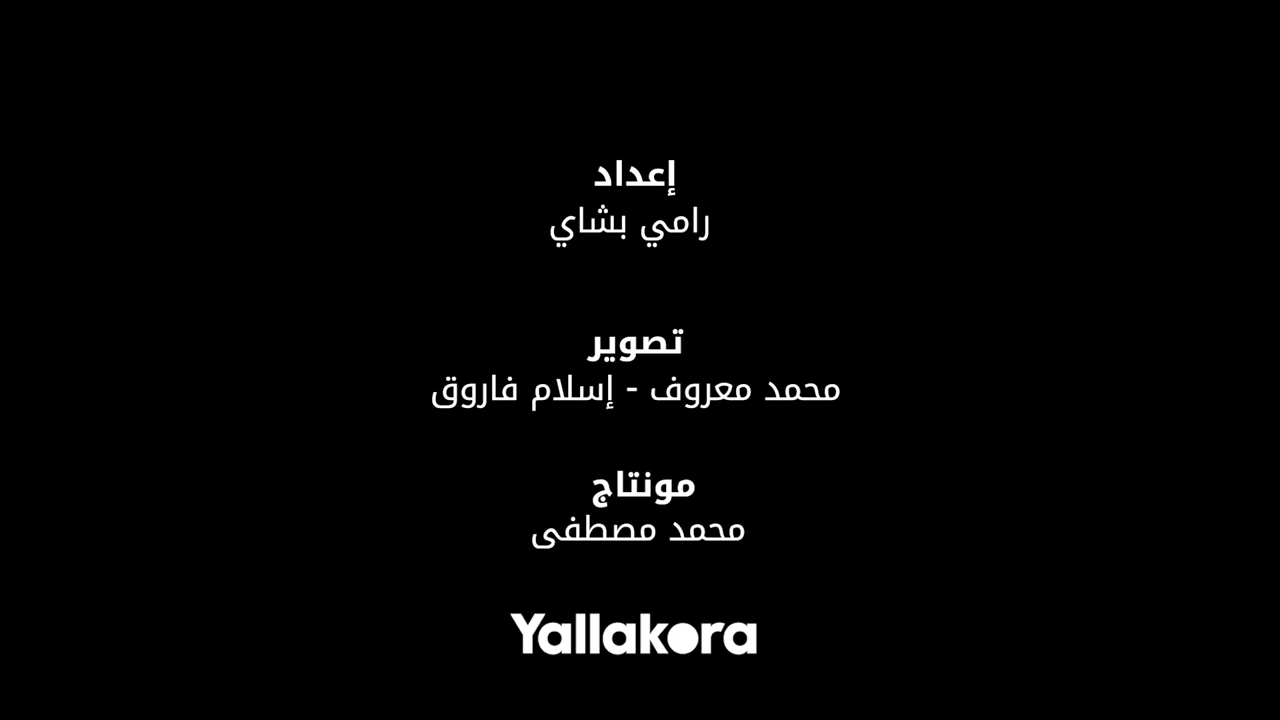 إعداد
رامي بشاي
تصوير
محمد معروف - إسلام فاروق
مونتاج
محمد مصطفى
Yallakora